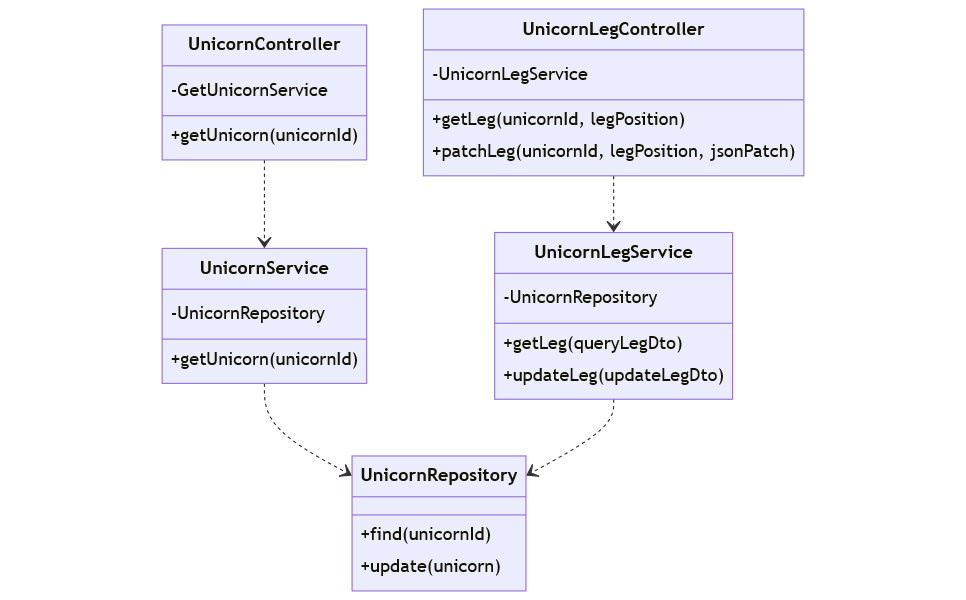 UnicornController
-GetUnicornService
+getUnicorn(unicornId)
UnicornLegController
-UnicornLegService
+getLeg(unicornId, legPosition)
+patchLeg(unicornId, legPosition, jsonPatch)
UnicornService
-UnicornRepository
+getUnicorn(unicornId)
UnicornLegService
-UnicornRepository
+getLeg(queryLegDto)
+updateLeg(updateLegDto)
UnicornRepository
+find(unicornId)
+update(unicorn)